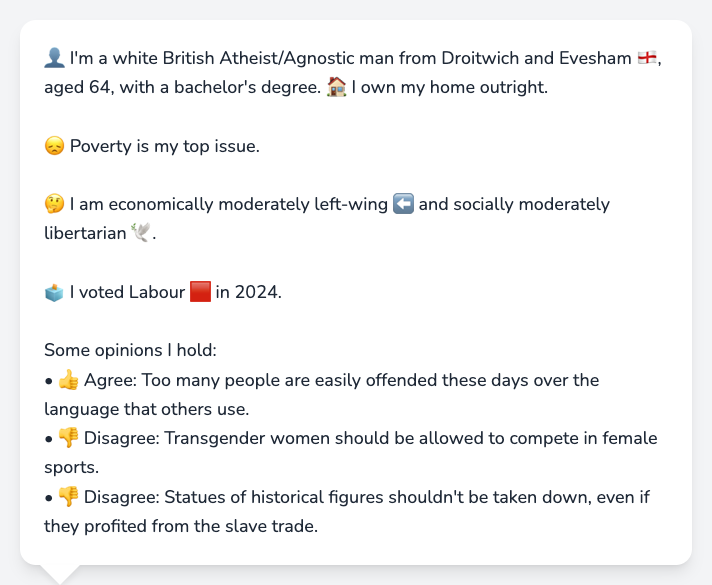 👤 I'm a white British Atheist/Agnostic man from Droitwich and Evesham 🏴󠁧󠁢󠁥󠁮󠁧󠁿,
aged 64, with a bachelor's degree. 🏠 I own my home outright.
😞 Poverty is my top issue.
🤔 I am economically moderately left-wing ⬅️ and socially moderately
libertarian 🕊️.
🗳️ I voted Labour 🟥 in 2024.
Some opinions I hold:
• 👍 Agree: Too many people are easily offended these days over the
language that others use.
• 👎 Disagree: Transgender women should be allowed to compete in female
sports.
• 👎 Disagree: Statues of historical figures shouldn't be taken down, even if
they profited from the slave trade.